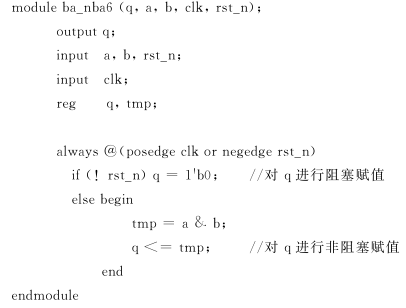 module ba_nba6 (q, a, b, clk, rst_n);
output q;
input a, b, rst_n;
input clk;
reg q, tmp;
always @(posedge clk or negedge rst_n)
if (! rst_n) q = 1'b0; //对 q 进行阻塞赋值
else begin
tmp = a & b;
q <= tmp; //对 q 进行非阻塞赋值
end
endmodule